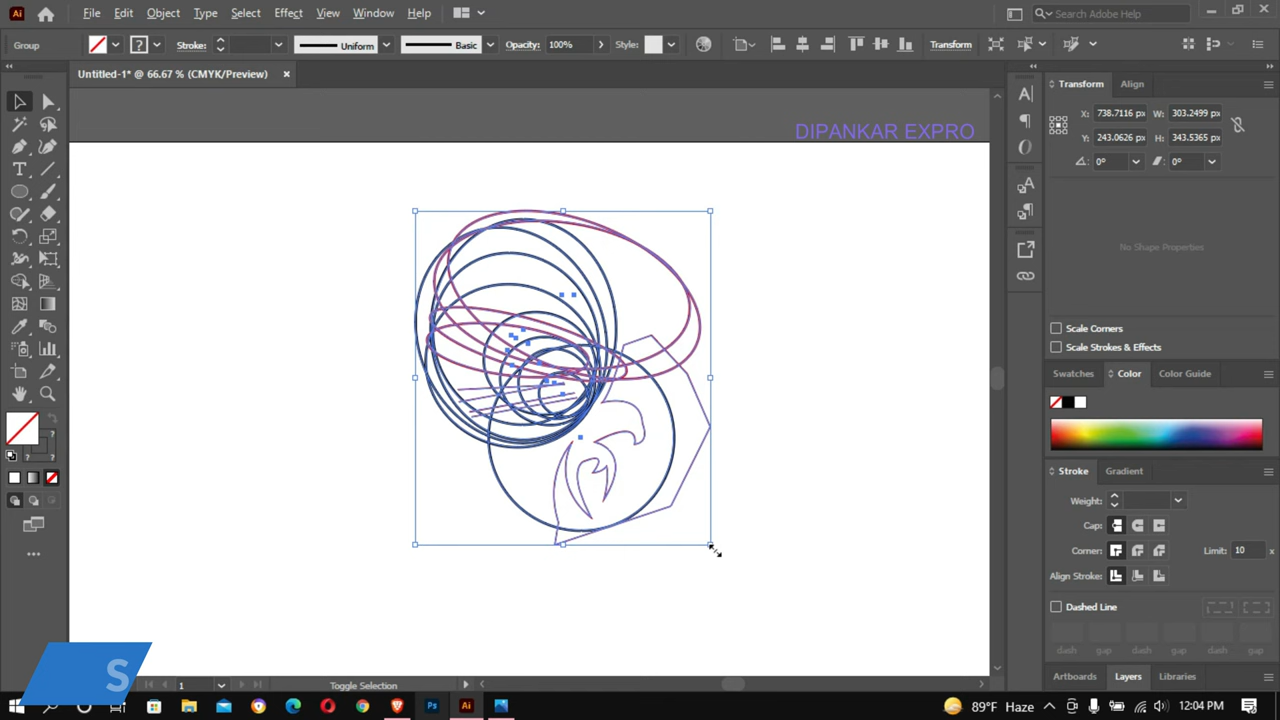 Ai File Edit Object Type Select Effect View Window Help Search Adobe Help
Group Stroke: Uniform Basic Opacity: 100% Style: Transform
Untitled-1* @ 66.67 % (CMYK/Preview)
DIPANKAR EXPRO
Transform Align
X: 738.7116 px W: 303.2499 px
Y: 243.0626 px H: 343.5365 px
0° 0°
No Shape Properties
Scale Corners
Scale Strokes & Effects
Swatches Color Color Guide
Stroke Gradient
Weight:
Cap:
Corner: Limit: 10 x
Align Stroke:
Dashed Line
dash gap dash gap dash gap
S
1 Toggle Selection
Artboards Layers Libraries
Ps Ai 89°F Haze 12:04 PM